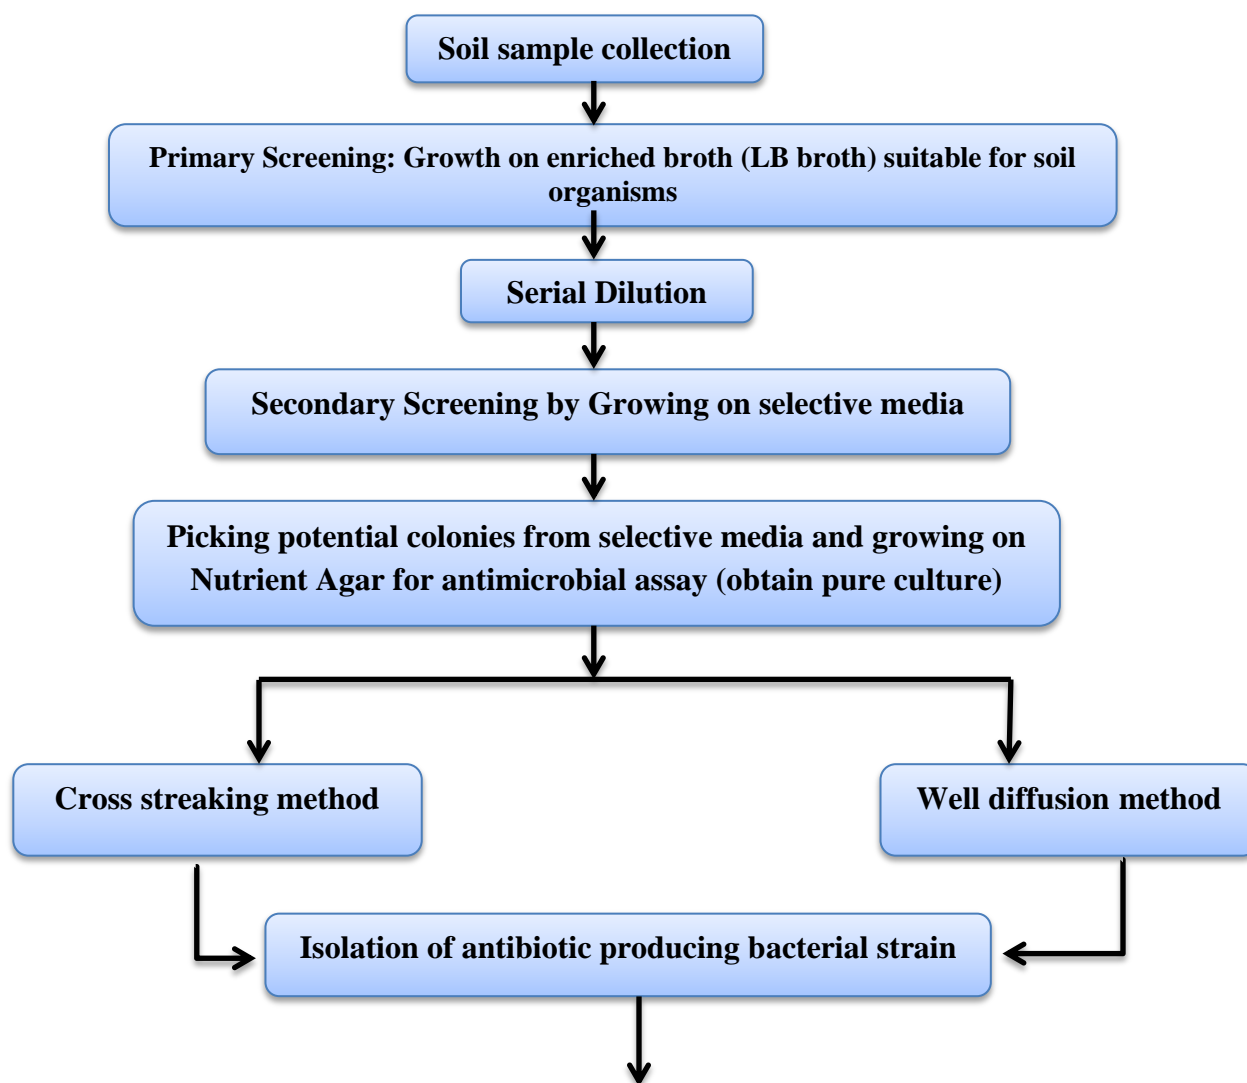 Soil sample collection
Primary Screening: Growth on enriched broth (LB broth) suitable for soil
organisms
Serial Dilution
Secondary Screening by Growing on selective media
Picking potential colonies from selective media and growing on
Nutrient Agar for antimicrobial assay (obtain pure culture)
Cross streaking method
Well diffusion method
Isolation of antibiotic producing bacterial strain